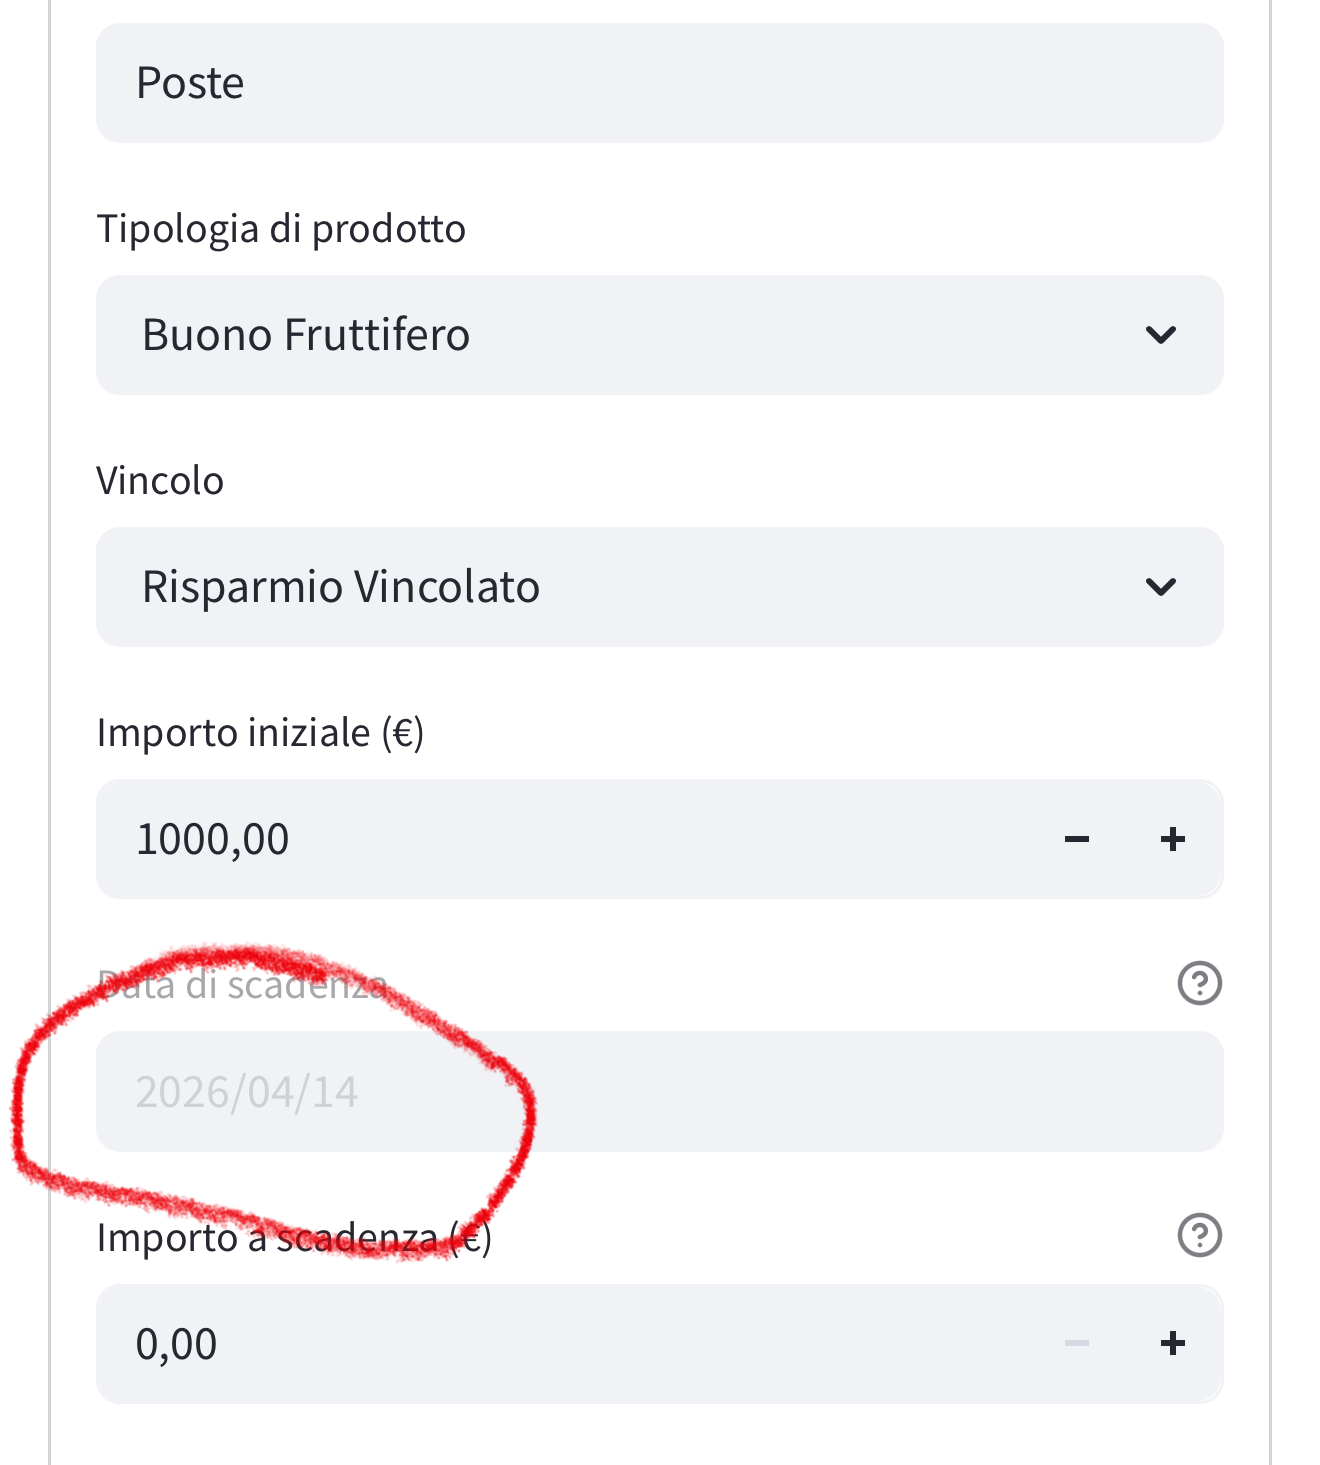 Poste
Tipologia di prodotto
Buono Fruttifero
Vincolo
Risparmio Vincolato
Importo iniziale (€)
1000,00
Data di scadenza
2026/04/14
Importo a scadenza (€)
0,00